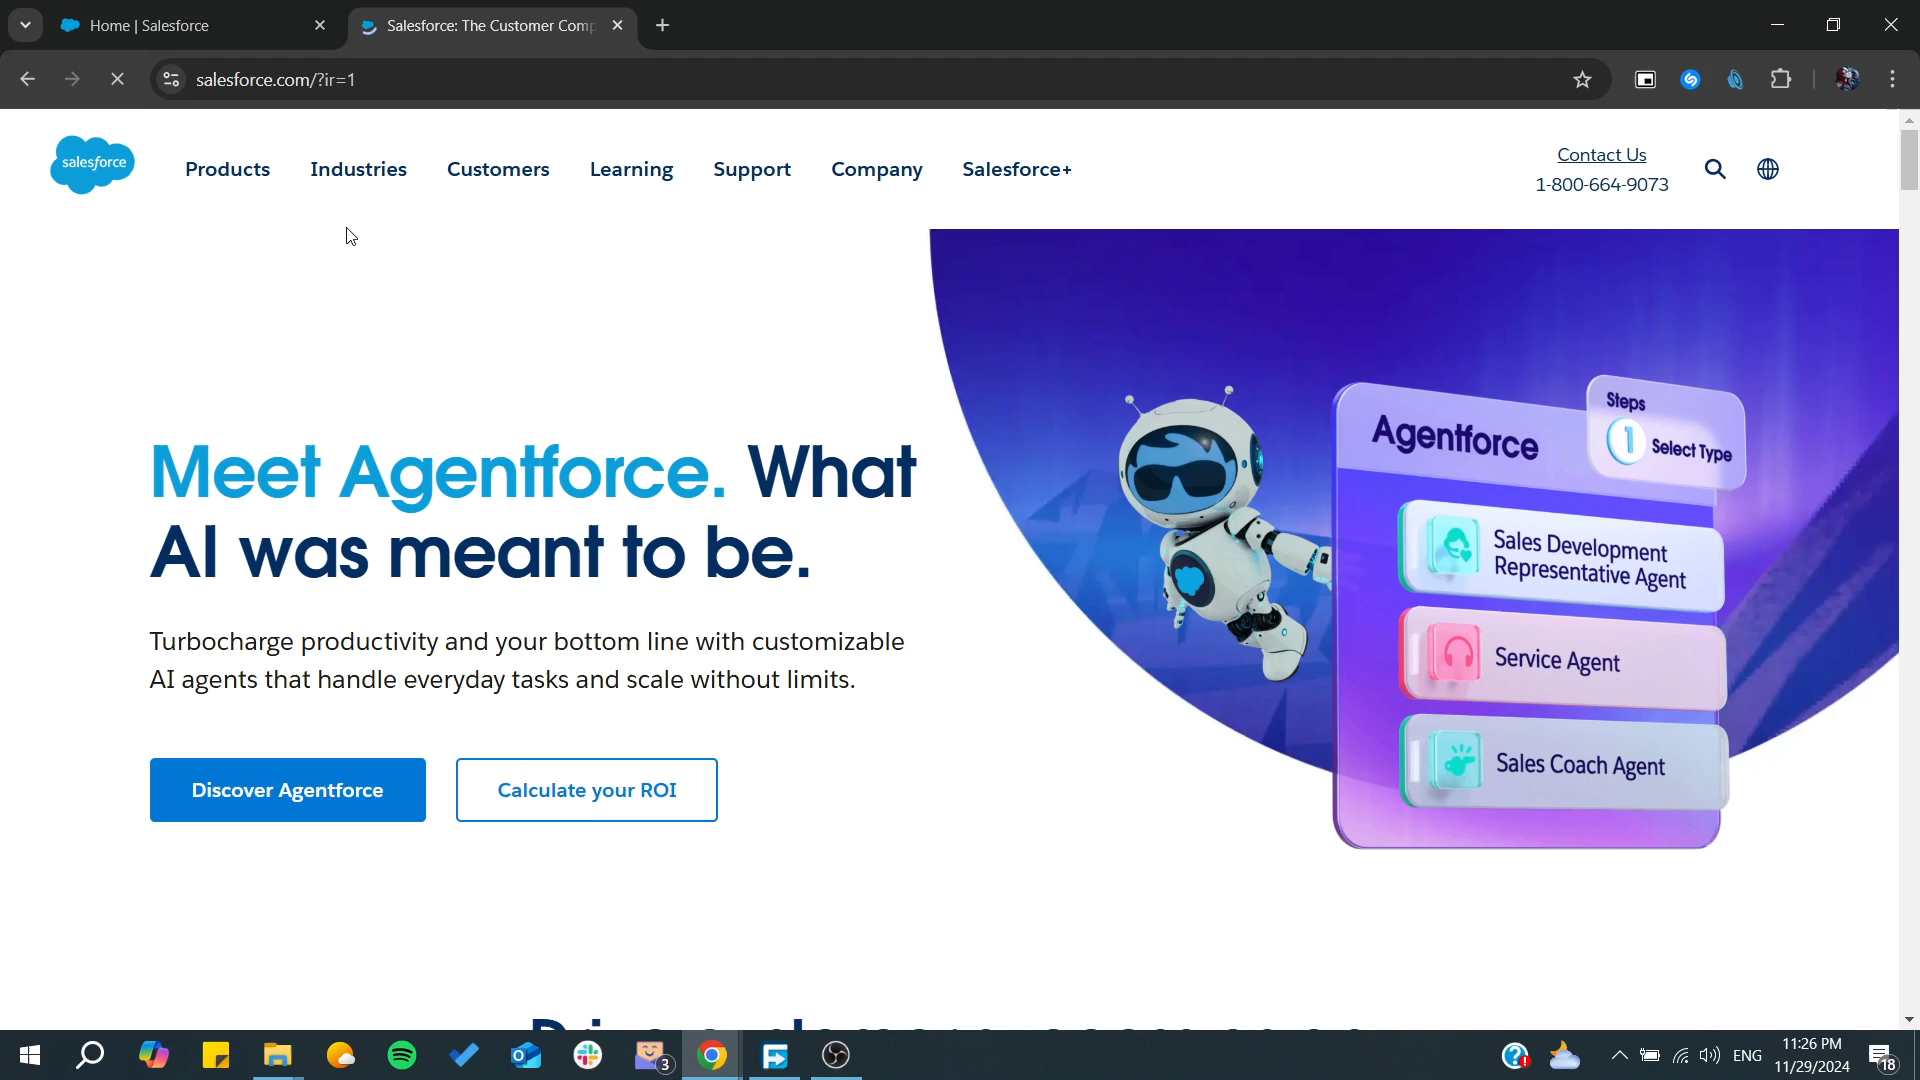 Home | Salesforce
Salesforce: The Customer Comp
salesforce.com/?ir=1
salesforce
Products
Industries
Customers
Learning
Support
Company
Salesforce+
Contact Us
1-800-664-9073
Meet Agentforce. What
AI was meant to be.
Turbocharge productivity and your bottom line with customizable
AI agents that handle everyday tasks and scale without limits.
Discover Agentforce
Calculate your ROI
Agentforce
Steps
1 Select Type
Sales Development
Representative Agent
Service Agent
Sales Coach Agent
3
ENG
11:26 PM
11/29/2024
18